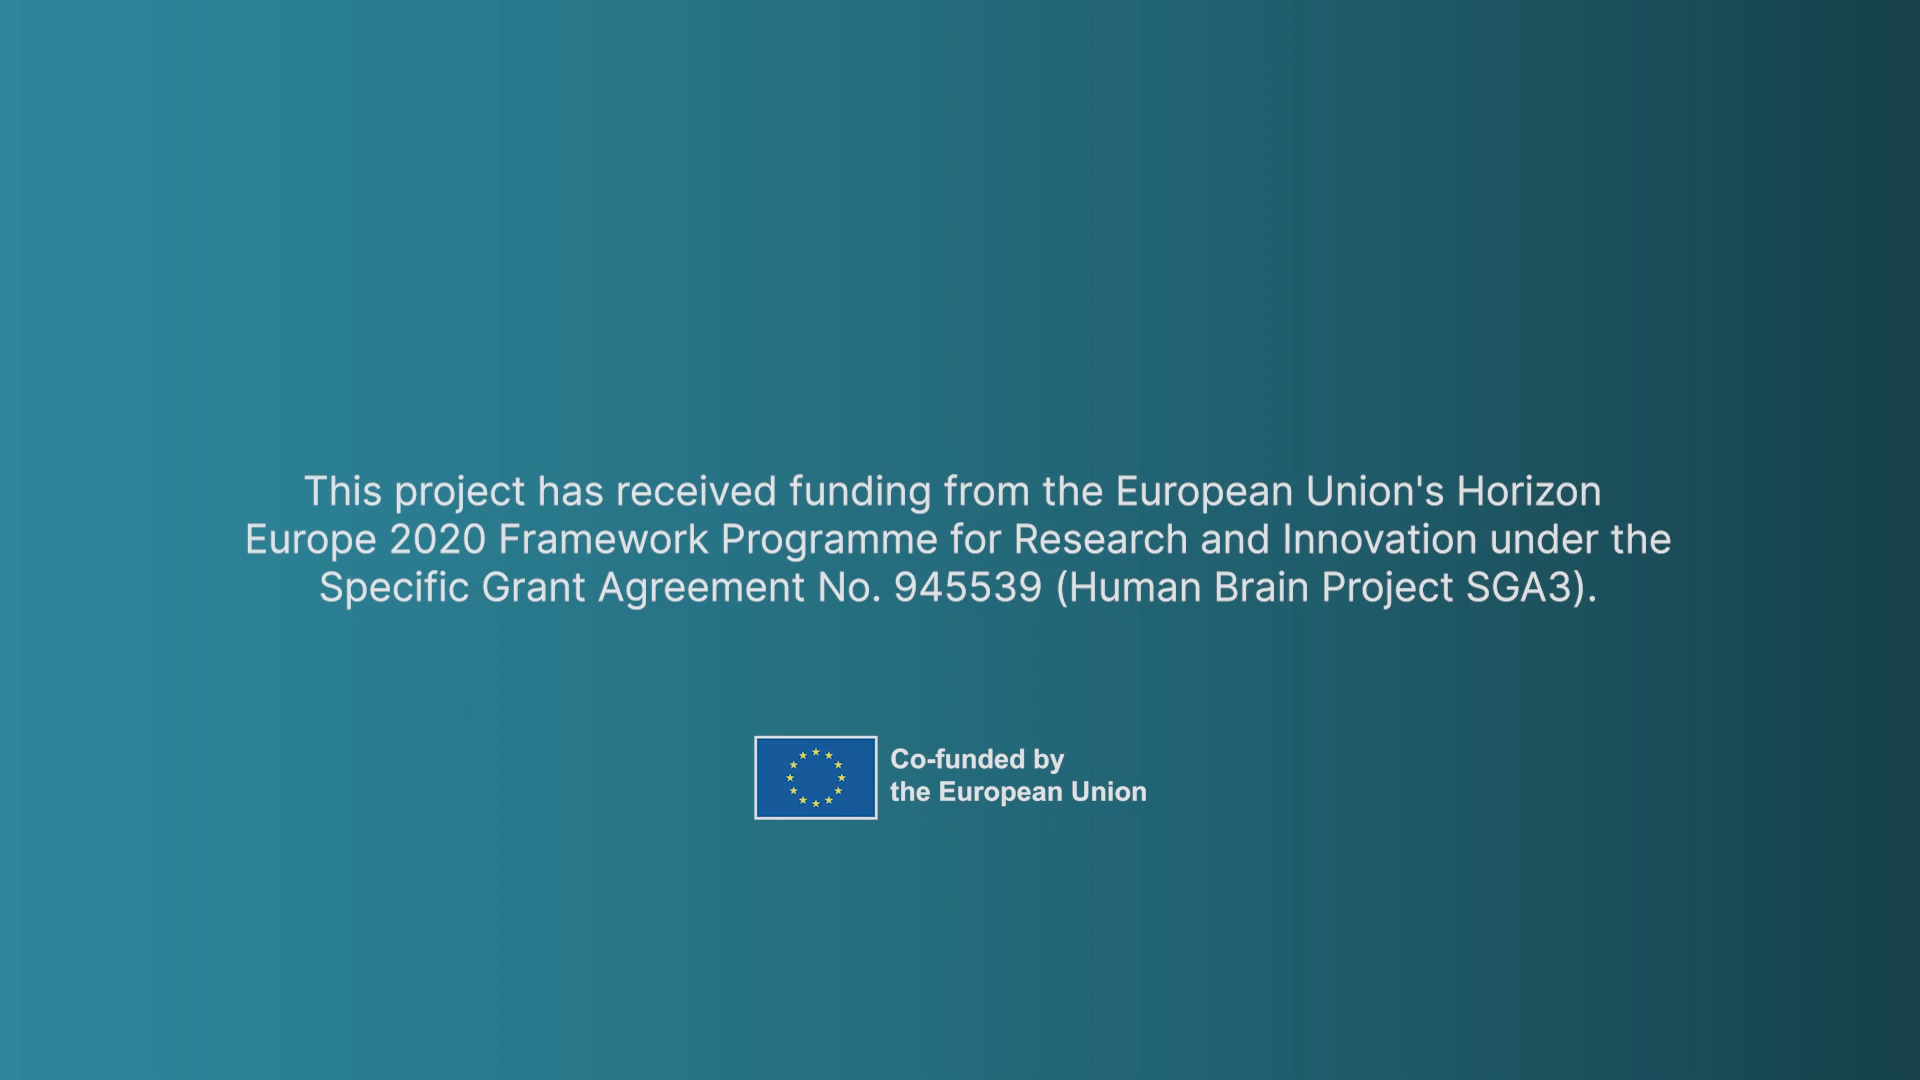 This project has received funding from the European Union's Horizon
Europe 2020 Framework Programme for Research and Innovation under the
Specific Grant Agreement No. 945539 (Human Brain Project SGA3).
Co-funded by
the European Union